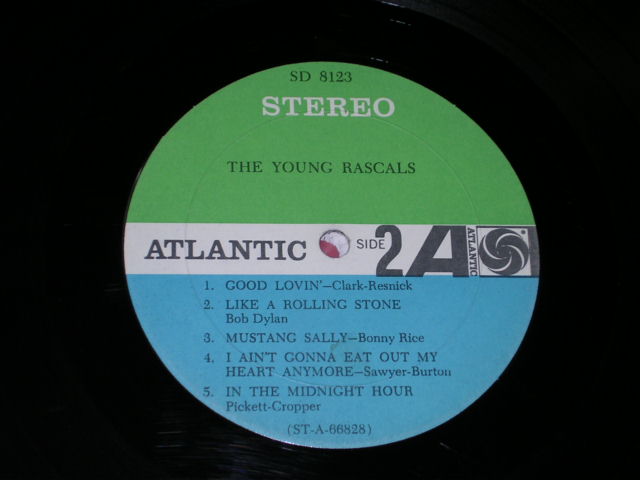 SD 8123
STEREO
THE YOUNG RASCALS
ATLANTIC SIDE 2 A ATLANTIC
1. GOOD LOVIN'—Clark-Resnick
2. LIKE A ROLLING STONE
Bob Dylan
3. MUSTANG SALLY—Bonny Rice
4. I AIN'T GONNA EAT OUT MY
HEART ANYMORE—Sawyer-Burton
5. IN THE MIDNIGHT HOUR
Pickett-Cropper
(ST-A-66828)